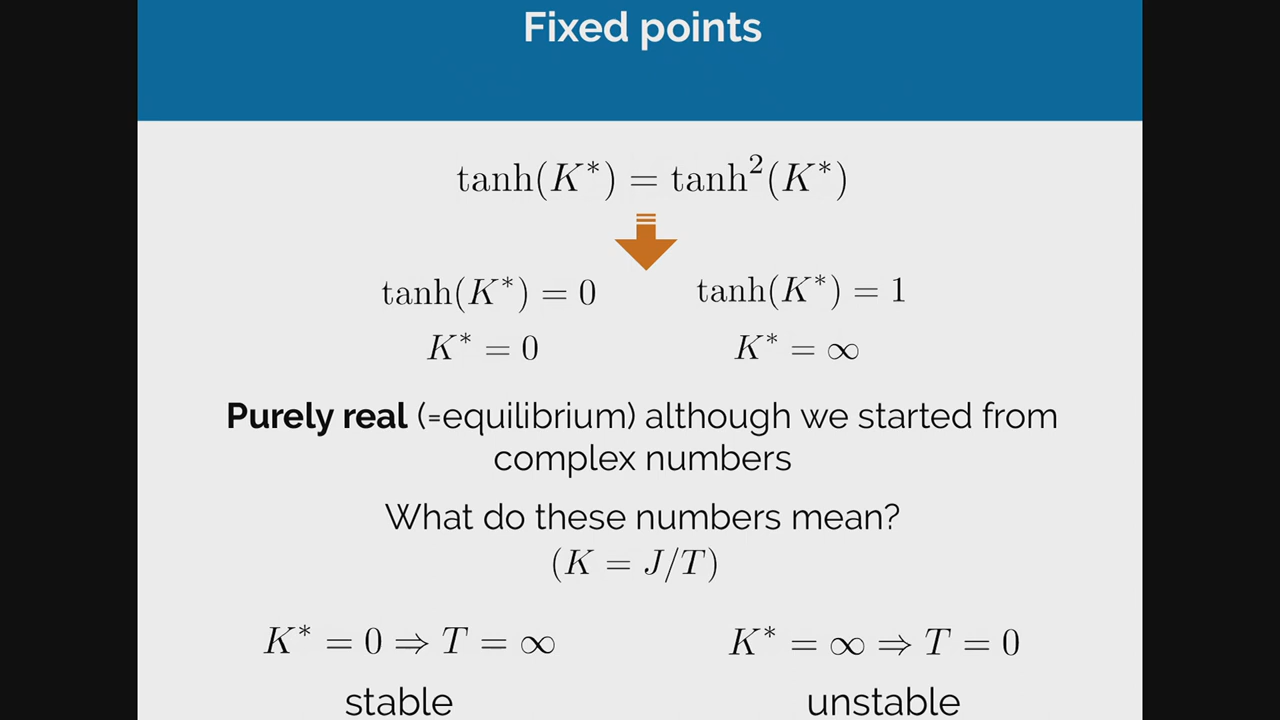 Fixed points
tanh(K*) = tanh²(K*)
tanh(K*) = 0 tanh(K*) = 1
K* = 0 K* = ∞
Purely real (=equilibrium) although we started from
complex numbers
What do these numbers mean?
(K = J/T)
K* = 0 ⇒ T = ∞ K* = ∞ ⇒ T = 0
stable unstable